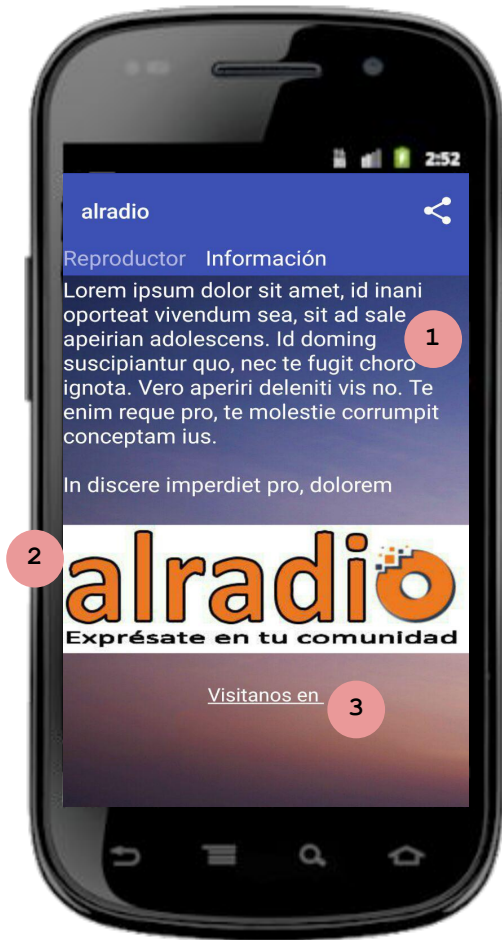 2:52
alradio
Reproductor Información
Lorem ipsum dolor sit amet, id inani
oporteat vivendum sea, sit ad sale
apeirian adolescens. Id doming
1
suscipiantur quo, nec te fugit choro
ignota. Vero aperiri deleniti vis no. Te
enim reque pro, te molestie corrumpit
conceptam ius.
In discere imperdiet pro, dolorem
2
alradio
Exprésate en tu comunidad
Visitanos en
3